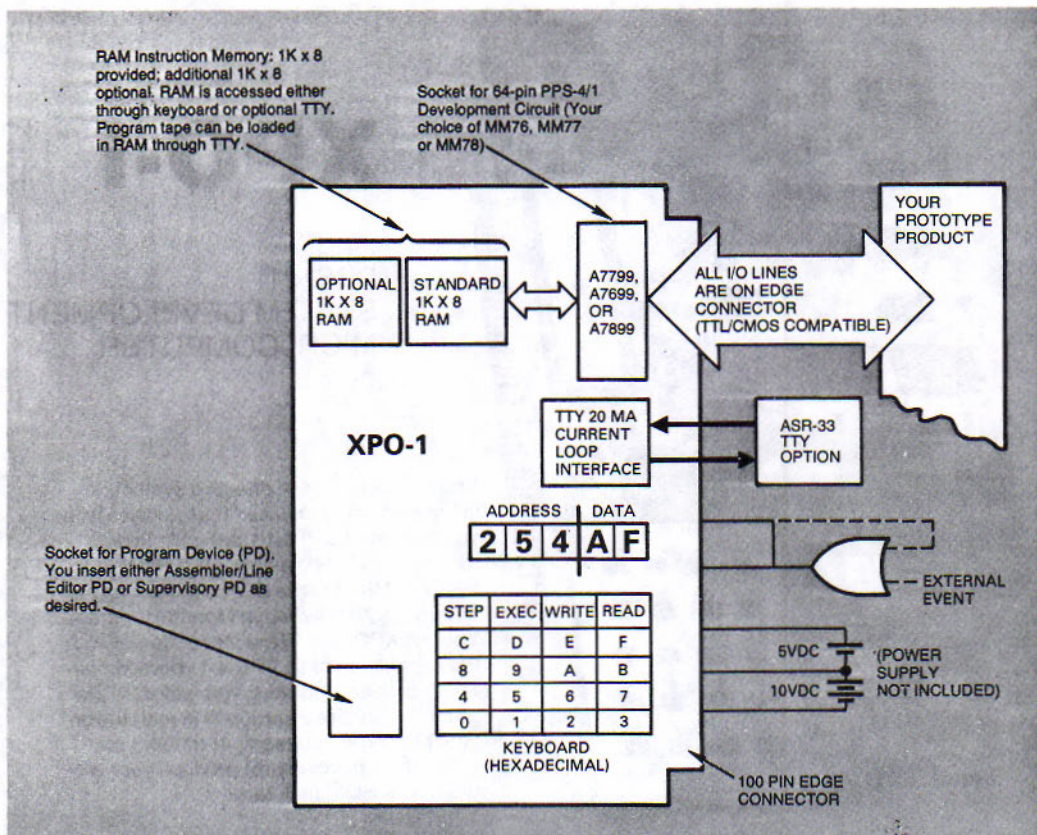 RAM Instruction Memory: 1K x 8
provided; additional 1K x 8
optional. RAM is accessed either
through keyboard or optional TTY.
Program tape can be loaded
in RAM through TTY.
Socket for 64-pin PPS-4/1
Development Circuit (Your
choice of MM76, MM77
or MM78)
YOUR
PROTOTYPE
PRODUCT
OPTIONAL
1K X 8
RAM
STANDARD
1K X 8
RAM
A7799,
A7699,
OR
A7899
ALL I/O LINES
ARE ON EDGE
CONNECTOR
(TTL/CMOS COMPATIBLE)
XPO-1
TTY 20 MA
CURRENT
LOOP
INTERFACE
ASR-33
TTY
OPTION
ADDRESS DATA
2 5 4 A F
Socket for Program Device (PD).
You insert either Assembler/Line
Editor PD or Supervisory PD as
desired.
EXTERNAL
EVENT
STEP EXEC WRITE READ
C D E F
8 9 A B
4 5 6 7
0 1 2 3
KEYBOARD
(HEXADECIMAL)
5VDC
10VDC
(POWER
SUPPLY
NOT INCLUDED)
100 PIN EDGE
CONNECTOR